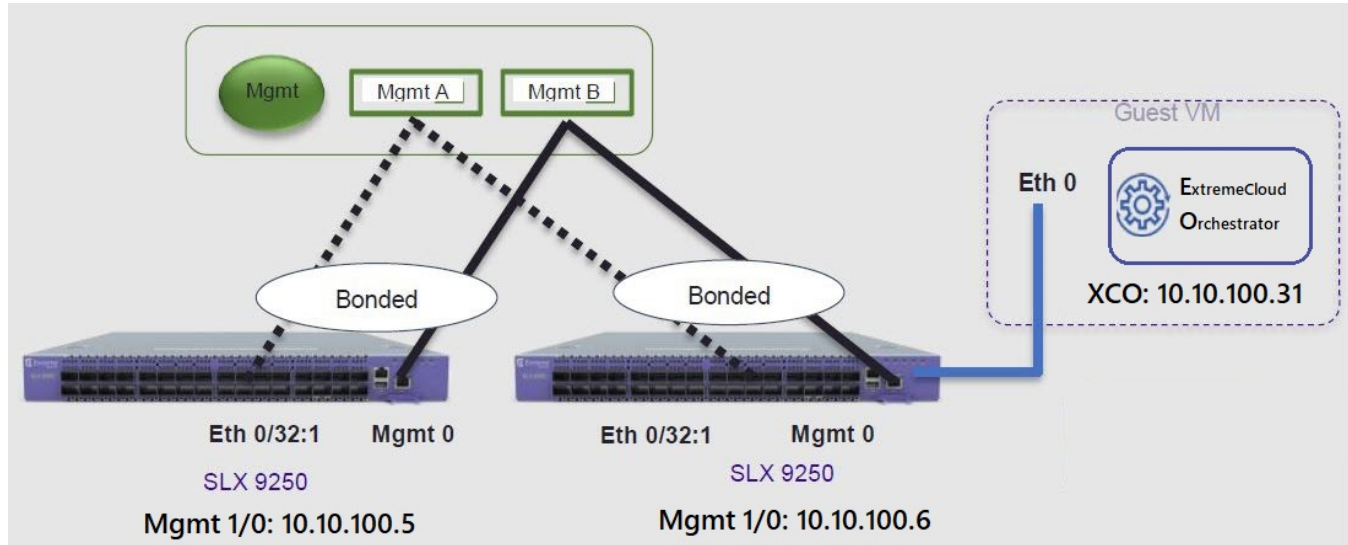 Mgmt
Mgmt A
Mgmt B
Guest VM
Eth 0
ExtremeCloud
Orchestrator
XCO: 10.10.100.31
Bonded
Bonded
Eth 0/32:1
Mgmt 0
Eth 0/32:1
Mgmt 0
SLX 9250
SLX 9250
Mgmt 1/0: 10.10.100.5
Mgmt 1/0: 10.10.100.6